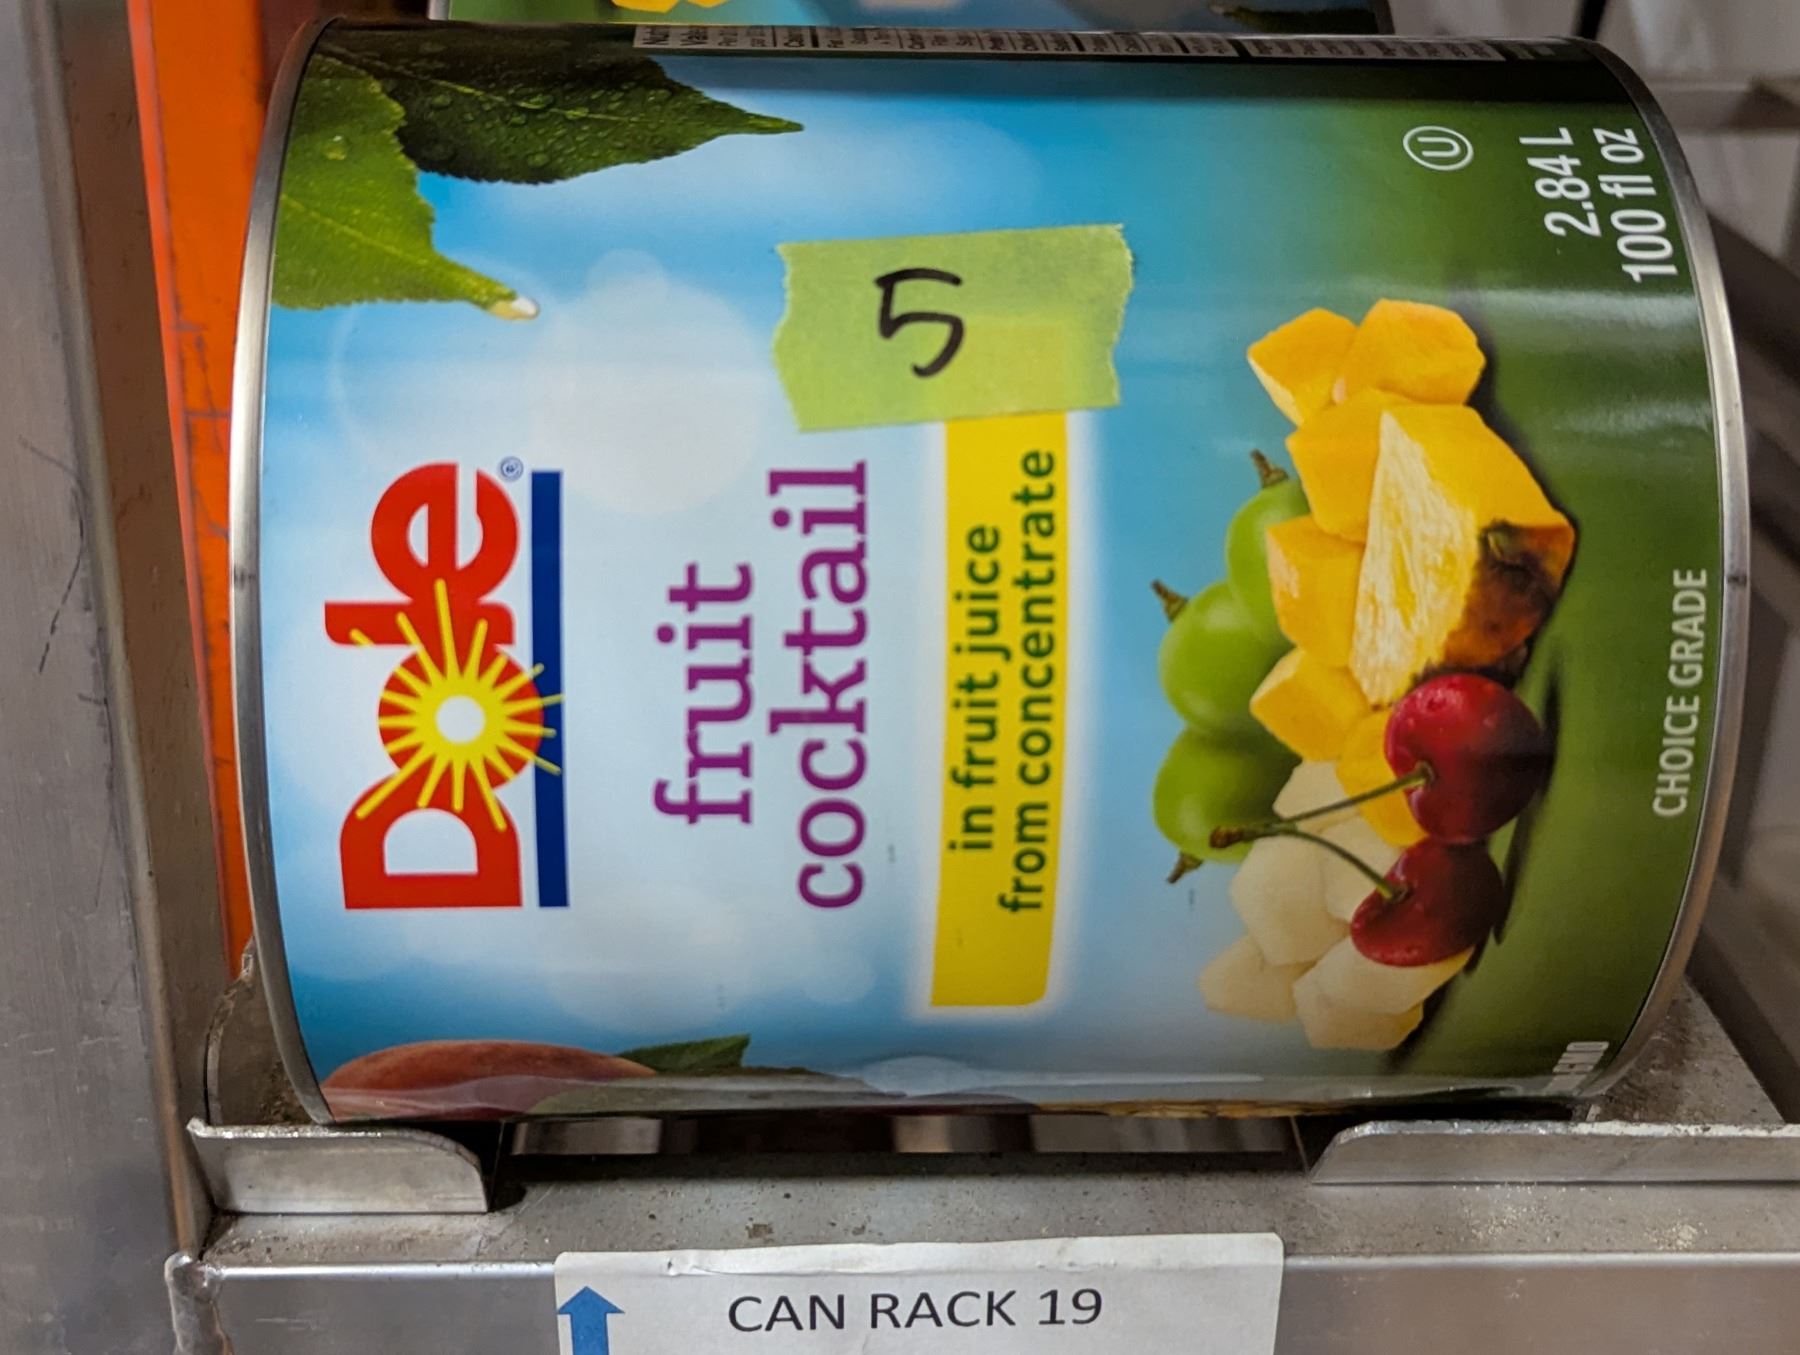 Dole®
fruit
cocktail
5
in fruit juice
from concentrate
U
2.84 L
100 fl oz
CHOICE GRADE
CAN RACK 19